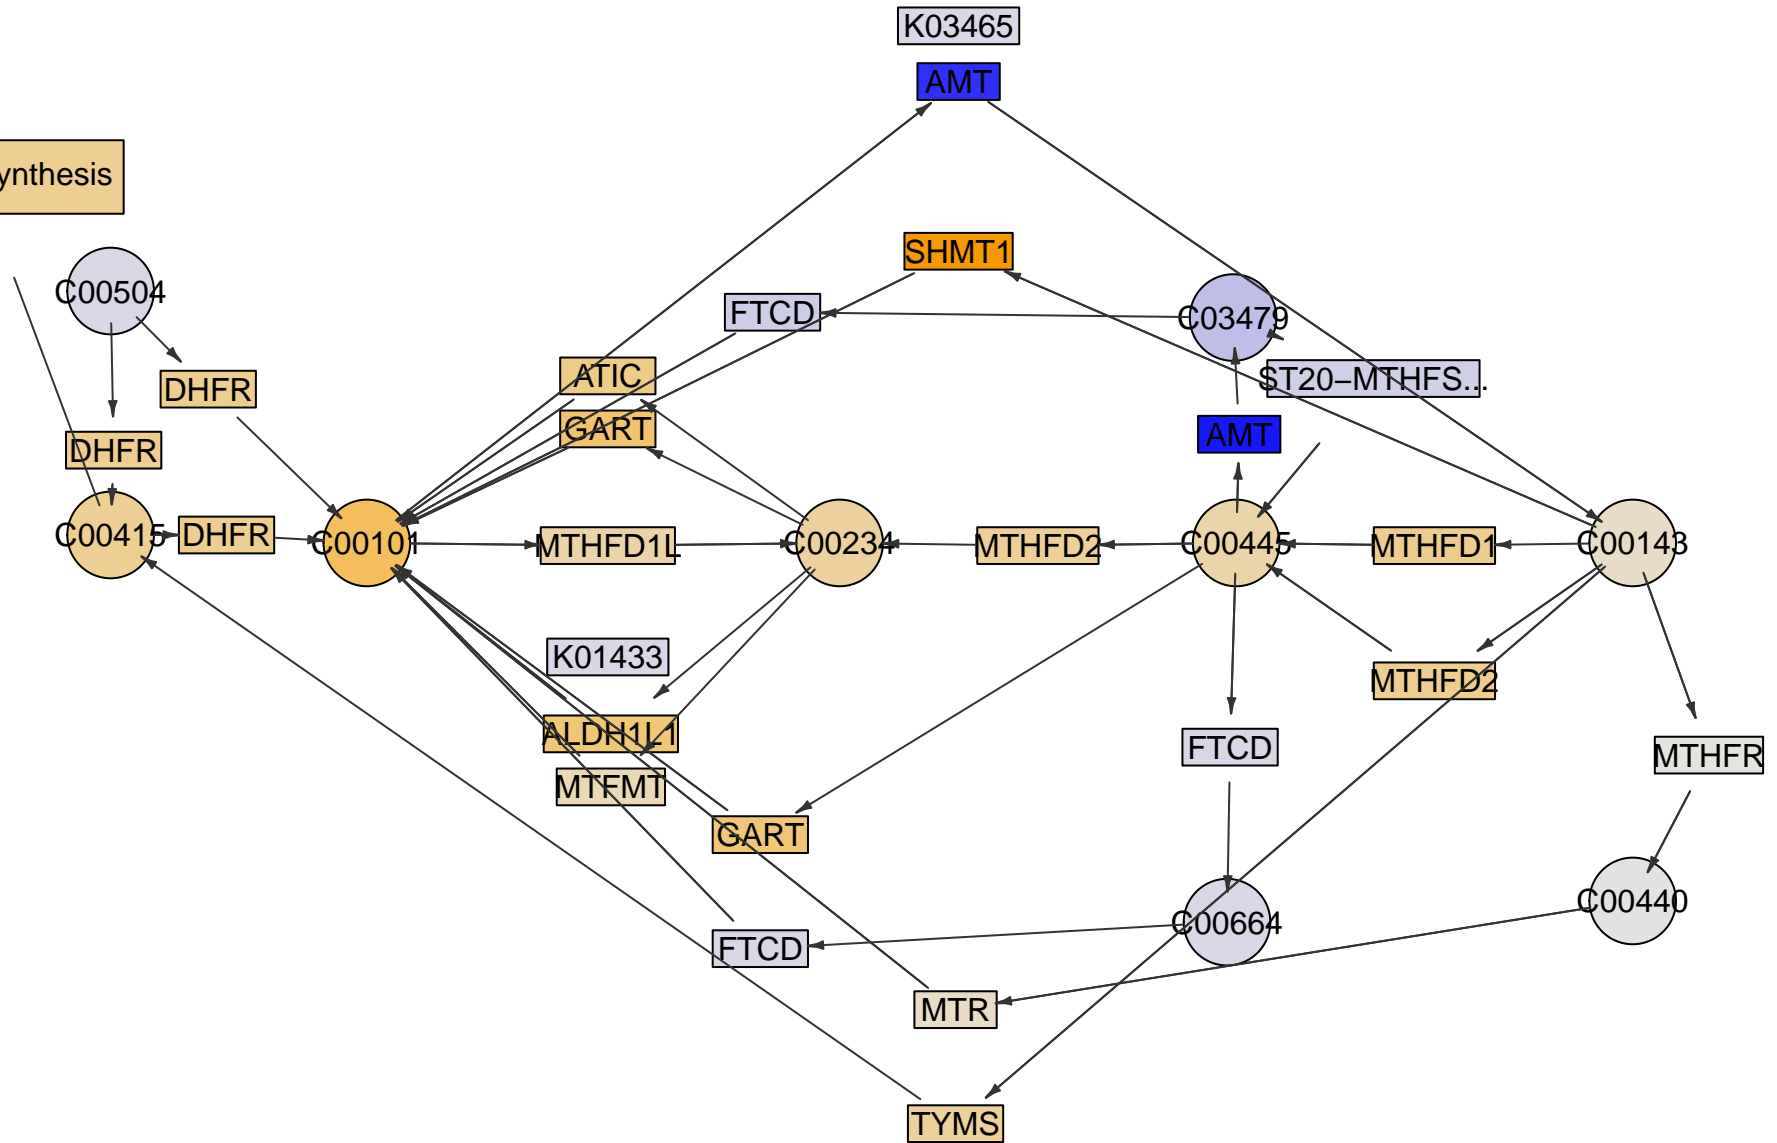 K03465
AMT
ynthesis
SHMT1
C00504
FTCD
C03479
ATIC
ST20−MTHFS...
DHFR
GART
AMT
DHFR
C00415
DHFR
C00101
MTHFD1L
C00234
MTHFD2
C00445
MTHFD1
C00143
K01433
MTHFD2
ALDH1L1
FTCD
MTHFR
MTFMT
GART
C00440
C00664
FTCD
MTR
TYMS